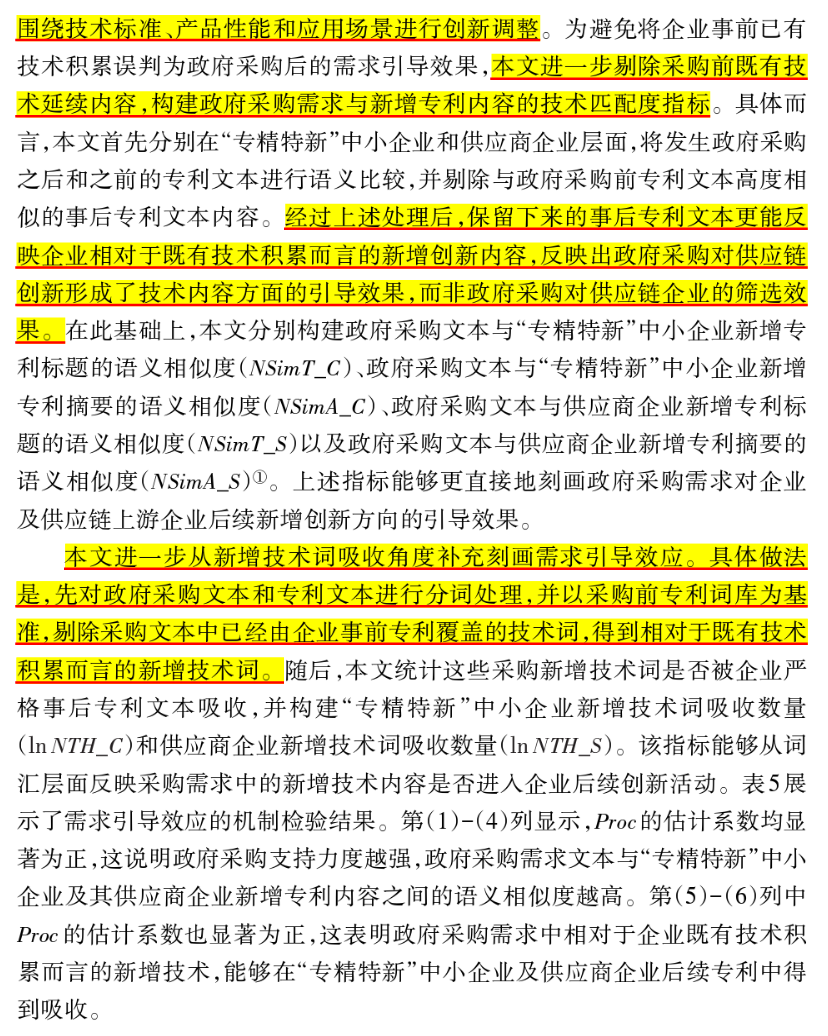 围绕技术标准、产品性能和应用场景进行创新调整。为避免将企业事前已有
技术积累误判为政府采购后的需求引导效果,本文进一步剔除采购前既有技
术延续内容,构建政府采购需求与新增专利内容的技术匹配度指标。具体而
言,本文首先分别在“专精特新”中小企业和供应商企业层面,将发生政府采购
之后和之前的专利文本进行语义比较,并剔除与政府采购前专利文本高度相
似的事后专利文本内容。经过上述处理后,保留下来的事后专利文本更能反
映企业相对于既有技术积累而言的新增创新内容,反映出政府采购对供应链
创新形成了技术内容方面的引导效果,而非政府采购对供应链企业的筛选效
果。在此基础上,本文分别构建政府采购文本与“专精特新”中小企业新增专
利标题的语义相似度(NSimT_C)、政府采购文本与“专精特新”中小企业新增
专利摘要的语义相似度(NSimA_C)、政府采购文本与供应商企业新增专利标
题的语义相似度(NSimT_S)以及政府采购文本与供应商企业新增专利摘要的
语义相似度(NSimA_S)①。上述指标能够更直接地刻画政府采购需求对企业
及供应链上游企业后续新增创新方向的引导效果。
本文进一步从新增技术词吸收角度补充刻画需求引导效应。具体做法
是,先对政府采购文本和专利文本进行分词处理,并以采购前专利词库为基
准,剔除采购文本中已经由企业事前专利覆盖的技术词,得到相对于既有技术
积累而言的新增技术词。随后,本文统计这些采购新增技术词是否被企业严
格事后专利文本吸收,并构建“专精特新”中小企业新增技术词吸收数量
(ln NTH_C)和供应商企业新增技术词吸收数量(ln NTH_S)。该指标能够从词
汇层面反映采购需求中的新增技术内容是否进入企业后续创新活动。表5展
示了需求引导效应的机制检验结果。第(1)-(4)列显示,Proc的估计系数均显
著为正,这说明政府采购支持力度越强,政府采购需求文本与“专精特新”中小
企业及其供应商企业新增专利内容之间的语义相似度越高。第(5)-(6)列中
Proc的估计系数也显著为正,这表明政府采购需求中相对于企业既有技术积
累而言的新增技术,能够在“专精特新”中小企业及供应商企业后续专利中得
到吸收。